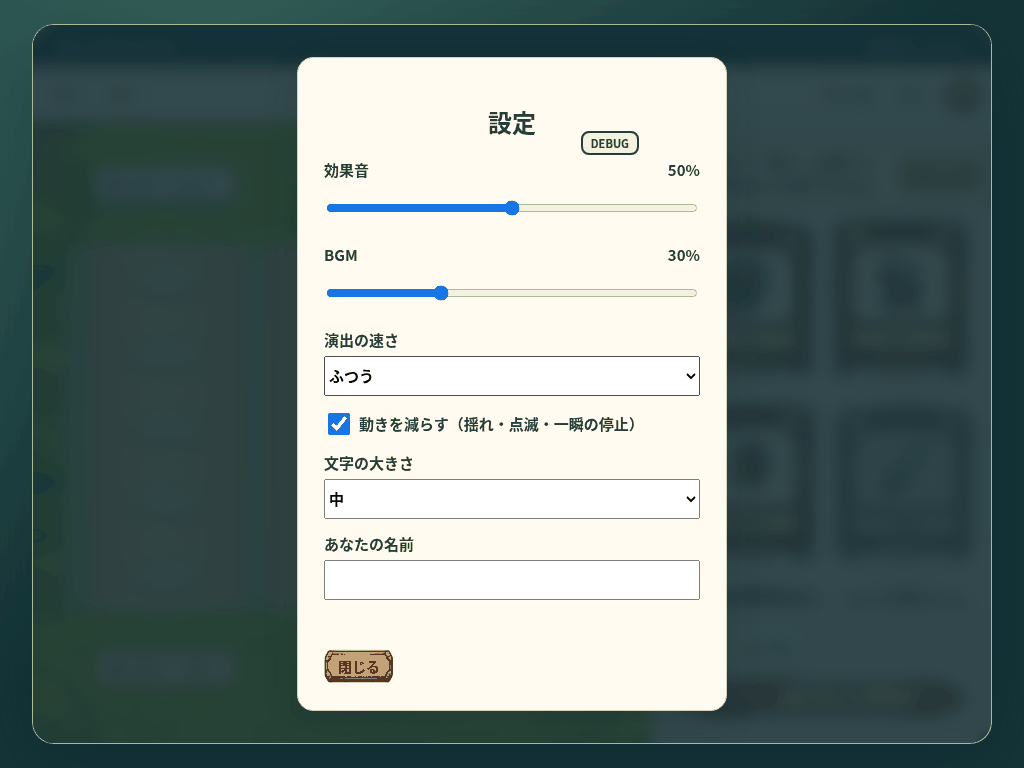 設定
DEBUG
効果音 50%
BGM 30%
演出の速さ
ふつう
動きを減らす（揺れ・点滅・一瞬の停止）
文字の大きさ
中
あなたの名前
閉じる